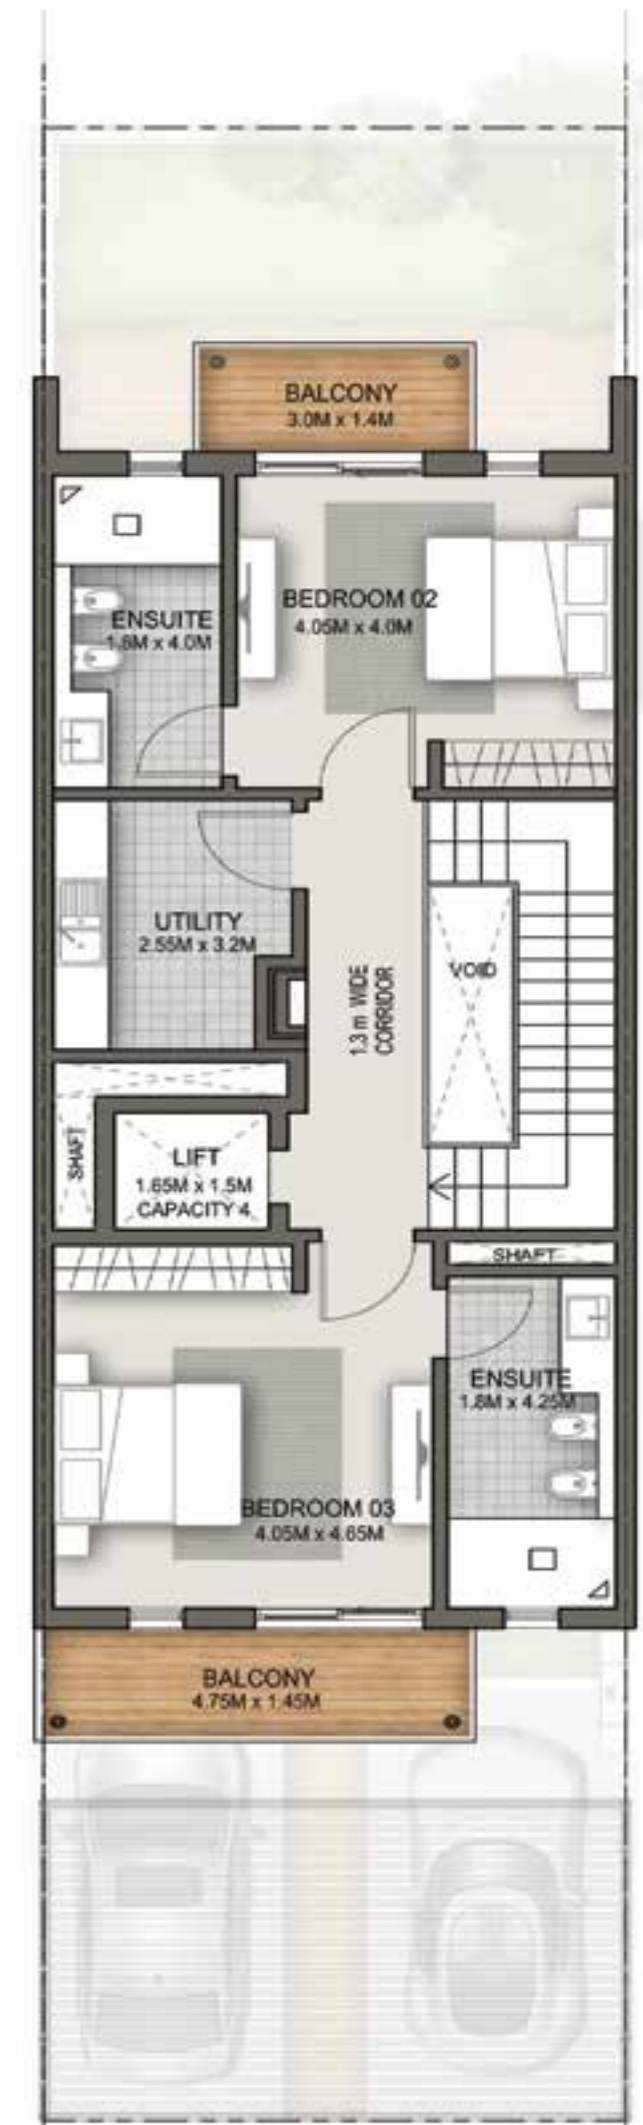 BALCONY
3.0M x 1.4M
BEDROOM 02
4.05M x 4.0M
ENSUITE
1.8M x 4.0M
UTILITY
2.55M x 3.2M
VOID
1.3 m WIDE
CORRIDOR
SHAFT
LIFT
1.65M x 1.5M
CAPACITY 4
SHAFT
ENSUITE
1.8M x 4.25M
BEDROOM 03
4.05M x 4.65M
BALCONY
4.75M x 1.45M